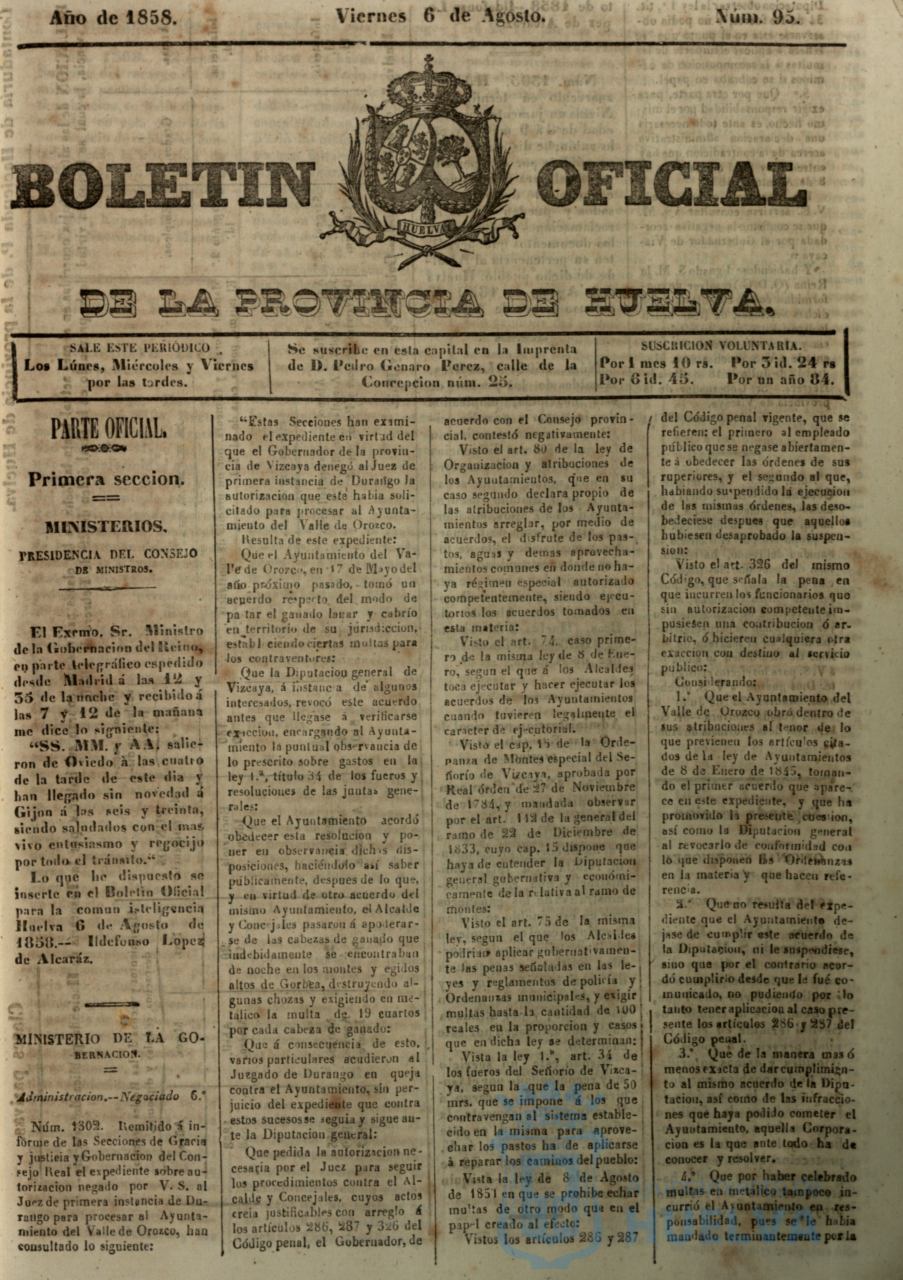 Año de 1858.
Viernes 6 de Agosto.
Núm. 95.
BOLETIN OFICIAL
HUELVA
DE LA PROVINCIA DE HUELVA.
SALE ESTE PERIÓDICO
Los Lúnes, Miércoles y Viernes
por las tardes.
Se suscribe en esta capital en la Imprenta
de D. Pedro Genaro Perez, calle de la
Concepcion núm. 25.
SUSCRICION VOLUNTARIA.
Por 1 mes 10 rs. Por 3 id. 24 rs
Por 6 id. 45. Por un año 84.
PARTE OFICIAL.
Primera seccion.
MINISTERIOS.
PRESIDENCIA DEL CONSEJO
DE MINISTROS.
El Exemo. Sr. Ministro
de la Gobernacion del Reino,
en parte telegráfico espedido
desde Madrid á las 12 y
35 de la noche y recibido á
las 7 y 12 de la mañana
me dice lo signiente:
“SS. MM. y AA. salie-
ron de Oviedo á las cuatro
de la tarde de este dia y
han llegado sin novedad á
Gijon á las seis y treinta,
siendo saludados con el mas
vivo entusiasmo y regocijo
por todo el tránsito.“
Lo que he dispuesto se
inserte en el Boletin Oficial
para la comun inteligencia
Huelva 6 de Agosto de
1858.-- Ildefonso Lopez
de Alcaráz.
MINISTERIO DE LA GO-
BERNACION.
Administracion.--Negociado 6.°
Núm. 1302. Remitido á in-
forme de las Secciones de Gracia
y justicia y Gobernacion del Con-
sejo Real el expediente sobre au-
torizacion negado por V. S. al
Juez de primera instancia de Du-
rango para procesar al Ayunta-
miento del Valle de Orozco, han
consultado lo siguiente:
“Estas Secciones han exami-
nado el expediente en virtud del
que el Gobernador de la provin-
cia de Vizcaya denegó al Juez de
primera instancia de Durango la
autorizacion que este habia soli-
citado para procesar al Ayunta-
miento del Valle de Orozco.
Resulta de este expediente:
Que el Ayuntamiento del Va-
lle de Orozco, en 17 de Mayo del
año próximo pasado, tomó un
acuerdo respecto del modo de
pa tar el ganado lanar y cabrío
en territorio de su jurisdiccion,
establ ciendo ciertas multas para
los contraventores:
Que la Diputacion general de
Vizcaya, á instanc a de algunos
interesados, revocó este acuerdo
antes que llegase á verificarse
exaccion, encargando al Ayunta-
miento la puntual observancia de
lo prescrito sobre gastos en la
ley 1.ª, título 34 de los fueros y
resoluciones de las juntas gene-
rales:
Que el Ayuntamiento acordó
obedecer esta resolucion y po-
ner en observancia dichas dis-
posiciones, haciéndolo así saber
públicamente, despues de lo que,
y en virtud de otro acuerdo del
mismo Ayuntamiento, el Alcalde
y Concejales pasaron á apoderar-
se de las cabezas de ganado que
indebidamente se encontraban
de noche en los montes y egidos
altos de Gorbea, destruyendo al-
gunas chozas y exigiendo en me-
tálico la multa de 19 cuartos
por cada cabeza de ganado:
Que á consecuencia de esto,
varios particulares acudieron al
Juzgado de Durango en queja
contra el Ayuntamiento, sin per-
juicio del expediente que contra
estos sucesos se seguia y sigue an-
te la Diputacion general:
Que pedida la autorizacion ne-
cesaria por el Juez para seguir
los procedimientos contra el Al-
calde y Concejales, cuyos actos
creia justificables con arreglo á
los artículos 286, 287 y 326 del
Código penal, el Gobernador, de
acuerdo con el Consejo provin-
cial, contestó negativamente:
Visto el art. 80 de la ley de
Organizacion y atribuciones de
los Ayuntamientos, que en su
caso segundo declara propio de
las atribuciones de los Ayunta-
mientos arreglar, por medio de
acuerdos, el disfrute de los pas-
tos, aguas y demas aprovecha-
mientos comunes en donde no ha-
ya régimen especial autorizado
competentemente, siendo ejecu-
torios los acuerdos tomados en
esta materia:
Visto el art. 74, caso prime-
ro de la misma ley de 8 de Ene-
ro, segun el que á los Alcaldes
toca ejecutar y hacer ejecutar los
acuerdos de los Ayuntamientos
cuando tuvieren legalmente el
carácter de ejecutorial.
Visto el cap. 15 de la Orde-
nanza de Montes especial del Se-
ñorío de Vizcaya, aprobada por
Real órden de 27 de Noviembre
de 1784, y mandada observar
por el art. 142 de la general del
ramo de 22 de Diciembre de
1833, cuyo cap. 15 dispone que
haya de entender la Diputacion
general gubernativa y económi-
camente de la relativa al ramo de
montes:
Visto el art. 75 de la misma
ley, segun el que los Alcaldes
podrian aplicar gubernativamen-
te las penas señaladas en las le-
yes y reglamentos de policía y
Ordenanzas municipales, y exigir
multas hasta la cantidad de 100
reales en la proporcion y casos
que en dicha ley se determinan:
Vista la ley 1.ª, art. 34 de
los fueros del Señorio de Vizca-
ya, segun la que la pena de 50
mrs. que se impone á los que
contravengan al sistema estable-
cido en la misma para aprove-
char los pastos ha de aplicarse
à reparar los caminos del pueblo:
Vista la ley de 8 de Agosto
de 1851 en que se prohibe echar
multas de otro modo que en el
papel creado al efecto:
Vistos los artículos 286 y 287
del Código penal vigente, que se
refieren: el primero al empleado
público que se negase abiertamen-
te á obedecer las órdenes de sus
ruperiores, y el segundo al que,
habiando suspendido la ejecucion
de las mismas órdenes, las deso-
bedeciese despues que aquellos
hubiesen desaprobado la suspen-
sion:
Visto el art. 326 del mismo
Código, que señala la pena en
que incurren los funcionarios que
sin autorizacion competente im-
pusiesen una contribucion ó ar-
bitrio, ó hicieren cualquiera otra
exaccion con destino al servicio
público:
Considerando:
1.° Que el Ayuntamiento del
Valle de Orozco obró dentro de
sus atribuciones al tenor de lo
que previenen los artículos cita-
dos de la ley de Ayuntamientos
de 8 de Enero de 1845, toman-
do el primer acuerdo que apare-
ce en este expediente, y que ha
promovido la presente cuestion,
así como la Diputacion general
al revocarlo de conformidad con
lo que disponen las Ordenanzas
en la materia y que hacen refe-
rencia.
2.° Que no resulta del expe-
diente que el Ayuntamiento de-
jase de cumplir este acuerdo de
la Diputacion, ni le suspendiese,
sino que por el contrario acor-
dó cumplirlo desde que le fué co-
municado, no pudiendo por lo
tanto tener aplicacion al caso pre-
sente los artículos 286 y 287 del
Código penal.
3.° Que de la manera mas ó
menos exacta de dar cumplimien-
to al mismo acuerdo de la Dipu-
tacion, así como de las infraccio-
nes que haya podido cometer el
Ayuntamiento, aquella Corpora-
cion es la que ante todo ha de
conocer y resolver.
4.° Que por haber celebrado
multas en metálico tampoco in-
currió el Ayuntamiento en res-
ponsabilidad, pues se le habia
mandado terminantemente por la